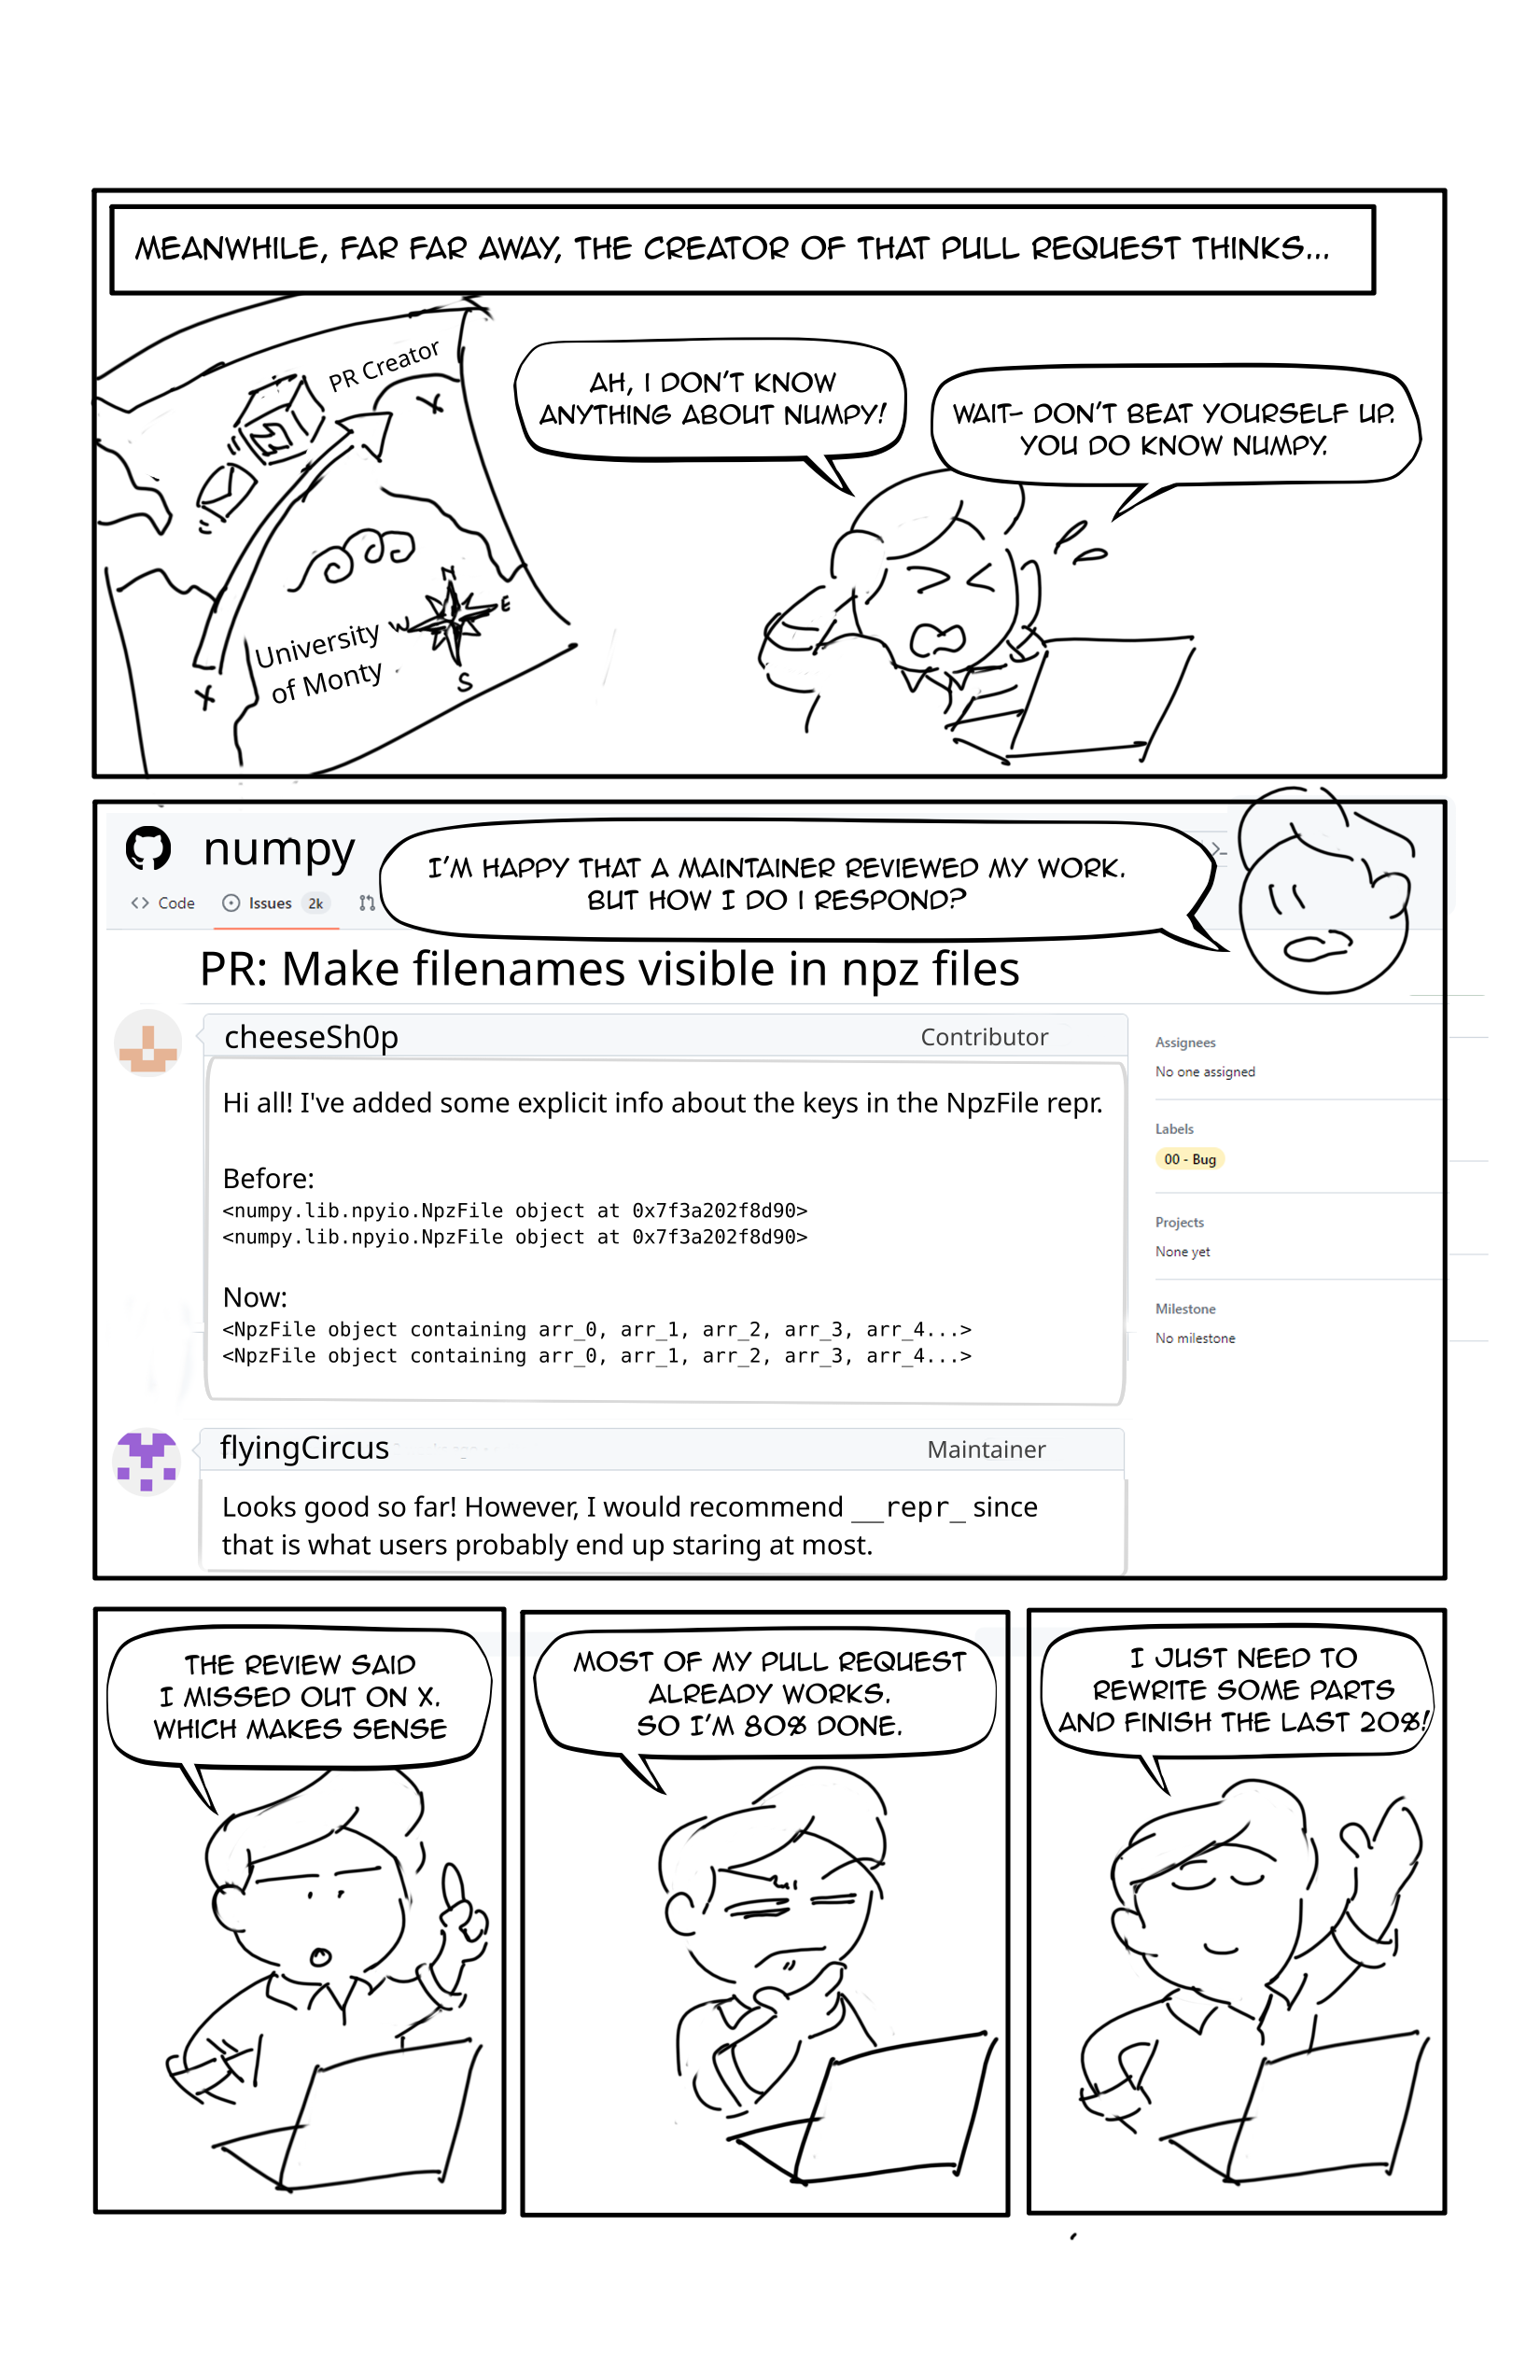 MEANWHILE, FAR FAR AWAY, THE CREATOR OF THAT PULL REQUEST THINKS...
PR Creator
X
AH, I DON'T KNOW
ANYTHING ABOUT NUMPY!
WAIT- DON'T BEAT YOURSELF UP.
YOU DO KNOW NUMPY.
N
W
E
S
University
of Monty
X
numpy
I'M HAPPY THAT A MAINTAINER REVIEWED MY WORK.
BUT HOW I DO I RESPOND?
<> Code
Issues 2k
PR: Make filenames visible in npz files
cheeseSh0p
Contributor
Hi all! I've added some explicit info about the keys in the NpzFile repr.
Before:
<numpy.lib.npyio.NpzFile object at 0x7f3a202f8d90>
<numpy.lib.npyio.NpzFile object at 0x7f3a202f8d90>
Now:
<NpzFile object containing arr_0, arr_1, arr_2, arr_3, arr_4...>
<NpzFile object containing arr_0, arr_1, arr_2, arr_3, arr_4...>
Assignees
No one assigned
Labels
00 - Bug
Projects
None yet
Milestone
No milestone
flyingCircus
Maintainer
Looks good so far! However, I would recommend __repr_ since
that is what users probably end up staring at most.
THE REVIEW SAID
I MISSED OUT ON X.
WHICH MAKES SENSE
MOST OF MY PULL REQUEST
ALREADY WORKS.
SO I'M 80% DONE.
I JUST NEED TO
REWRITE SOME PARTS
AND FINISH THE LAST 20%!